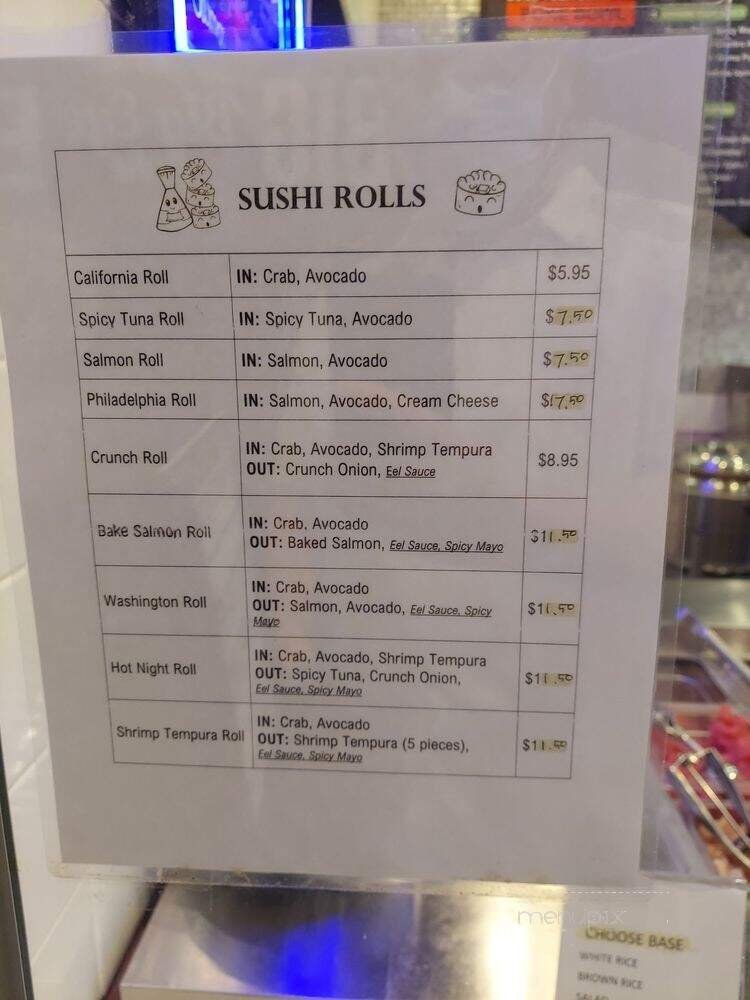 SUSHI ROLLS
California Roll IN: Crab, Avocado $5.95
Spicy Tuna Roll IN: Spicy Tuna, Avocado $7.50
Salmon Roll IN: Salmon, Avocado $7.50
Philadelphia Roll IN: Salmon, Avocado, Cream Cheese $17.50
Crunch Roll IN: Crab, Avocado, Shrimp Tempura $8.95
OUT: Crunch Onion, Eel Sauce
Bake Salmon Roll IN: Crab, Avocado $11.50
OUT: Baked Salmon, Eel Sauce, Spicy Mayo
Washington Roll IN: Crab, Avocado $11.50
OUT: Salmon, Avocado, Eel Sauce, Spicy
Mayo
Hot Night Roll IN: Crab, Avocado, Shrimp Tempura $11.50
OUT: Spicy Tuna, Crunch Onion,
Eel Sauce, Spicy Mayo
Shrimp Tempura Roll IN: Crab, Avocado $11.50
OUT: Shrimp Tempura (5 pieces),
Eel Sauce, Spicy Mayo
menupix
CHOOSE BASE
WHITE RICE
BROWN RICE
SALAD